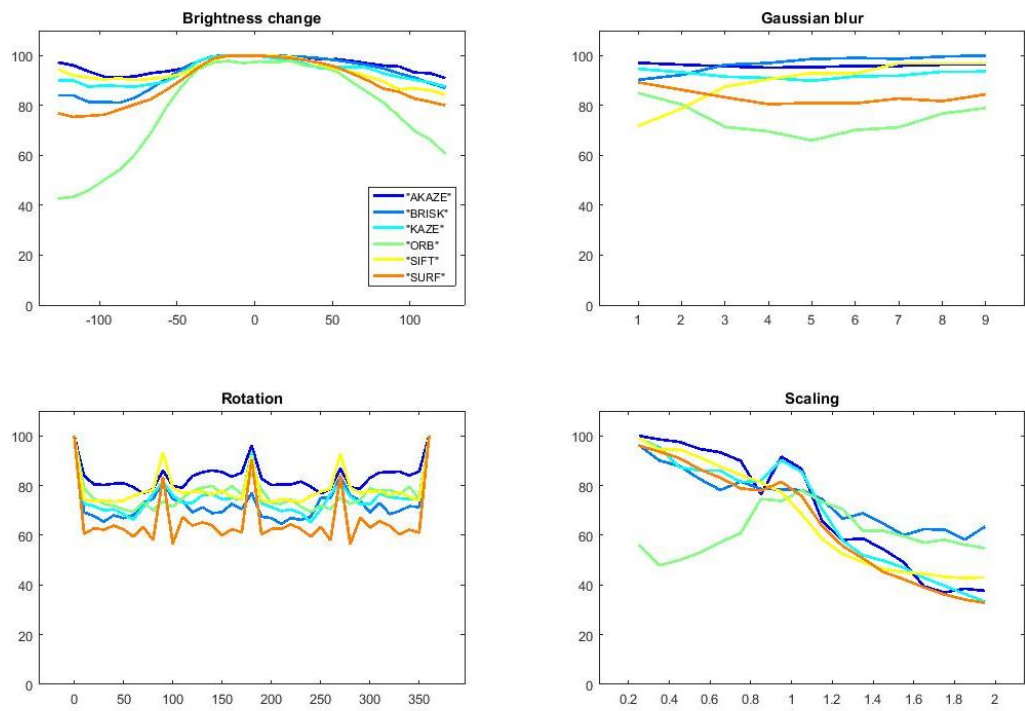 Brightness change
100
80
60
40
20
0
-100 -50 0 50 100
"AKAZE"
"BRISK"
"KAZE"
"ORB"
"SIFT"
"SURF"
Gaussian blur
100
80
60
40
20
0
1 2 3 4 5 6 7 8 9
Rotation
100
80
60
40
20
0
0 50 100 150 200 250 300 350
Scaling
100
80
60
40
20
0
0.2 0.4 0.6 0.8 1 1.2 1.4 1.6 1.8 2